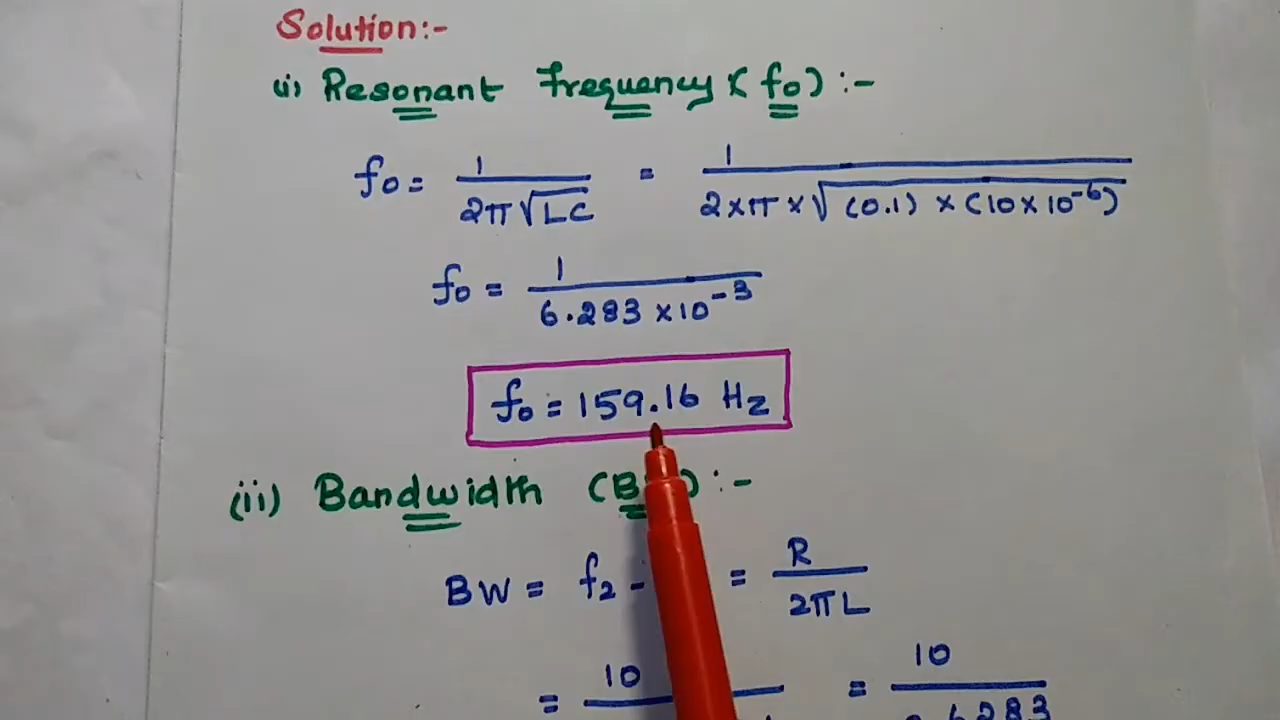 Solution:-
(i) Resonant Frequency (f0) :-
f0 = 1 / 2π√LC = 1 / 2×π×√(0.1) × (10×10⁻⁶)
f0 = 1 / 6.283 ×10⁻³
f0 = 159.16 Hz
(ii) Bandwidth (B ) :-
BW = f2 - = R / 2πL
= 10 = 10 / 6283